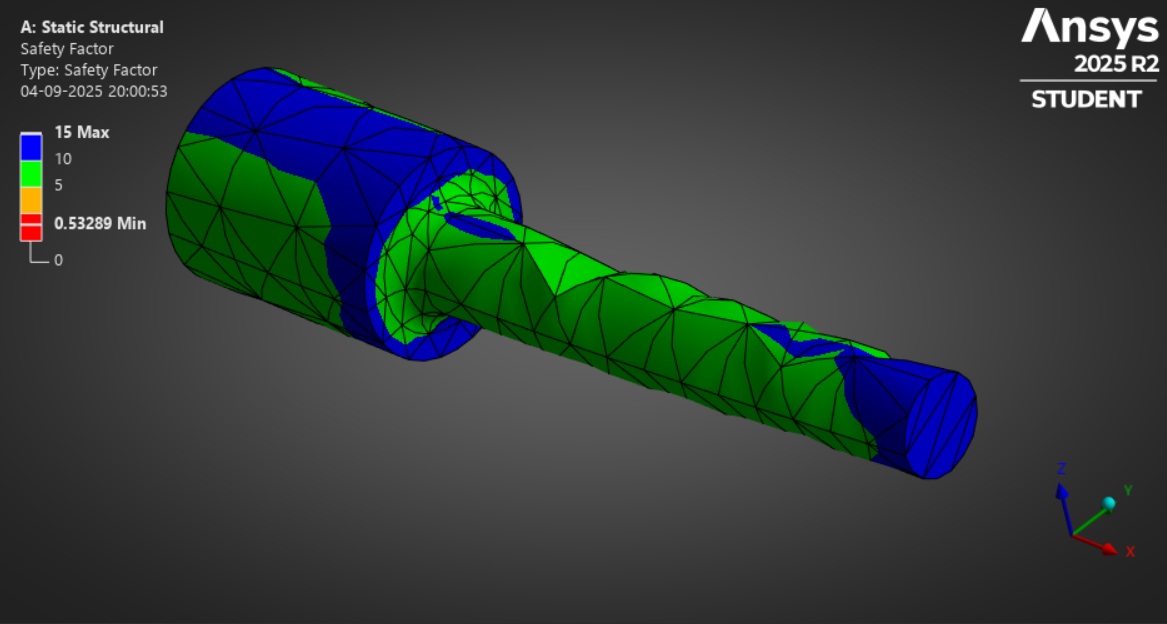 A: Static Structural
Safety Factor
Type: Safety Factor
04-09-2025 20:00:53
15 Max
10
5
0.53289 Min
0
Ansys
2025 R2
STUDENT
Z
Y
X